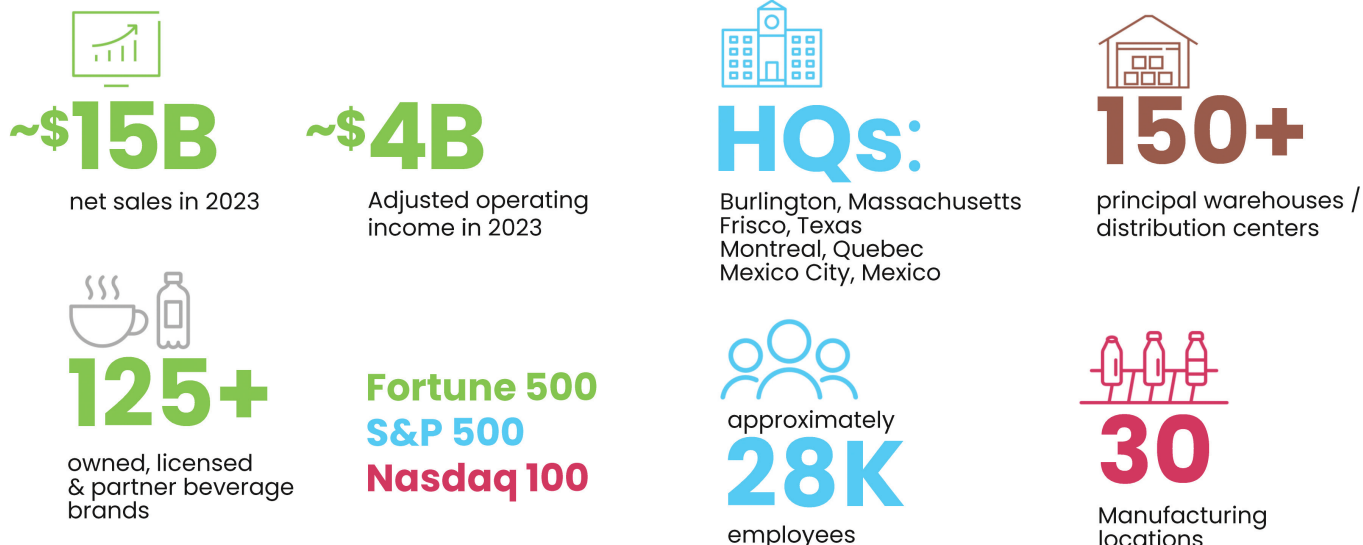 ~$15B
net sales in 2023
~$4B
Adjusted operating
income in 2023
HQs:
Burlington, Massachusetts
Frisco, Texas
Montreal, Quebec
Mexico City, Mexico
150+
principal warehouses /
distribution centers
125+
owned, licensed
& partner beverage
brands
Fortune 500
S&P 500
Nasdaq 100
approximately
28K
employees
30
Manufacturing
locations